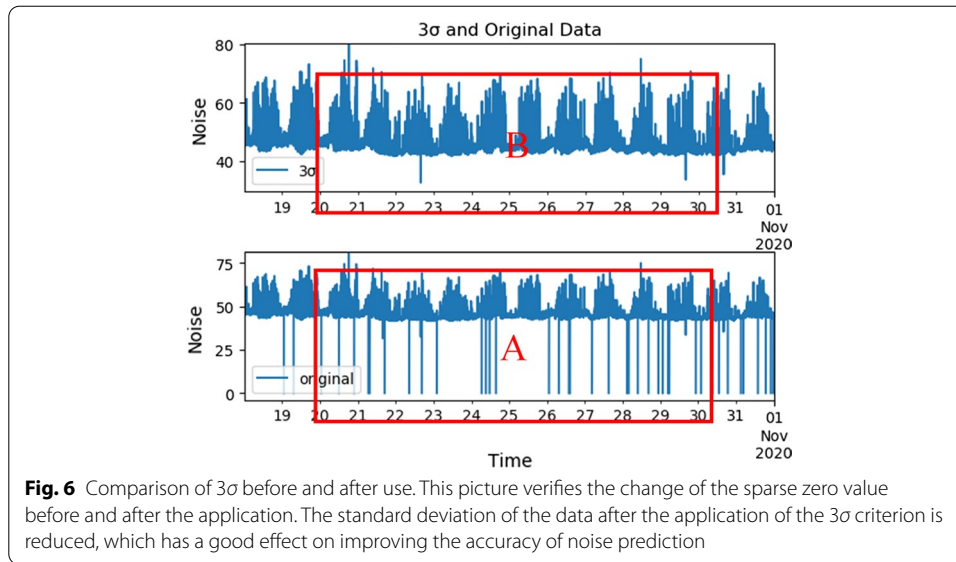 3σ and Original Data
80
60
40
Noise
B
3σ
19 20 21 22 23 24 25 26 27 28 29 30 31 01
Nov
2020
75
50
25
0
Noise
A
original
19 20 21 22 23 24 25 26 27 28 29 30 31 01
Nov
2020
Time
Fig. 6 Comparison of 3σ before and after use. This picture verifies the change of the sparse zero value
before and after the application. The standard deviation of the data after the application of the 3σ criterion is
reduced, which has a good effect on improving the accuracy of noise prediction